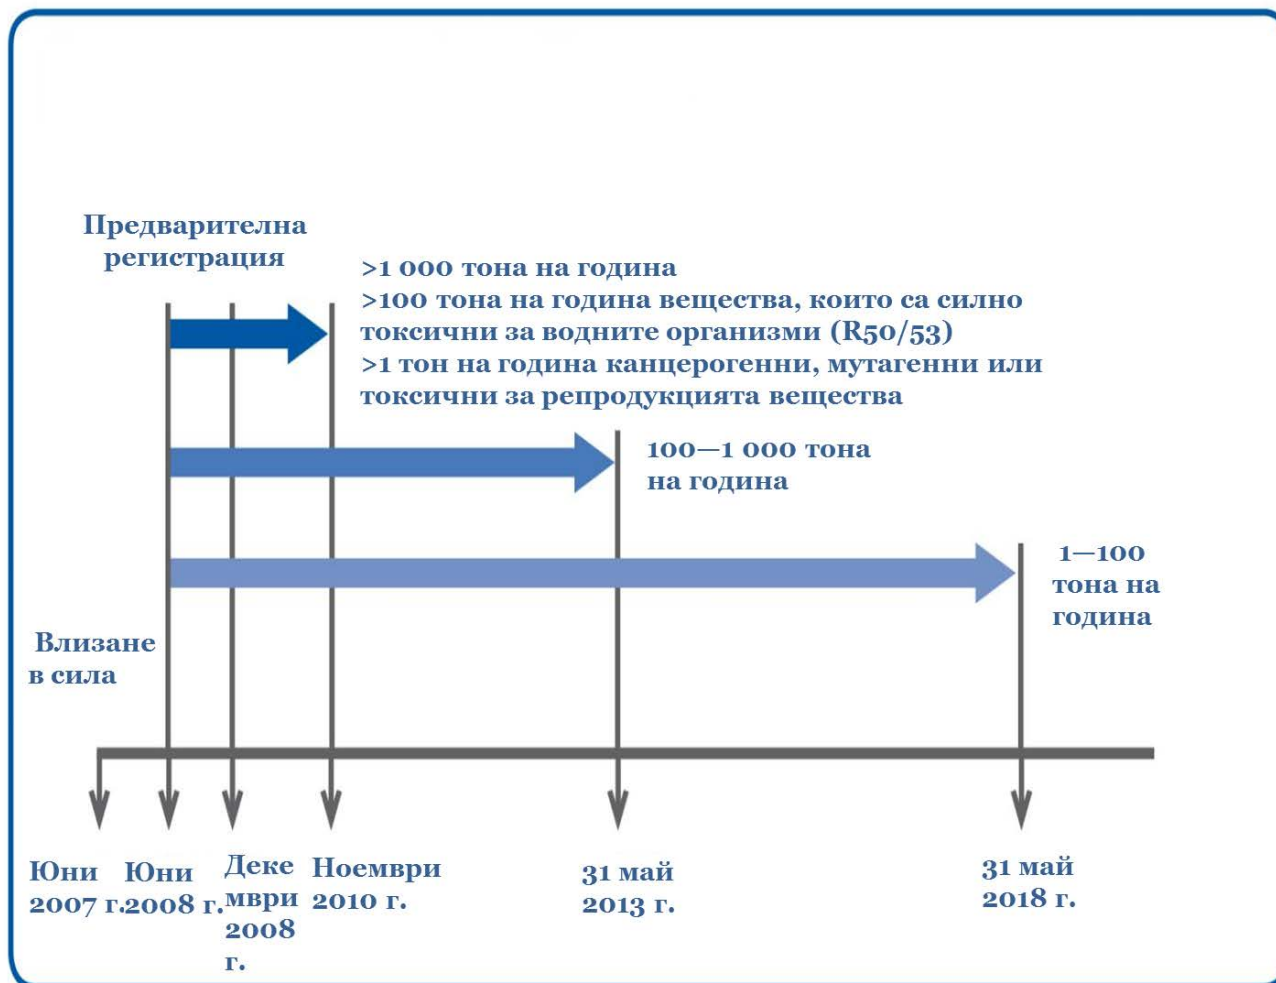 Предварителна
регистрация
>1 000 тона на година
>100 тона на година вещества, които са силно
токсични за водните организми (R50/53)
>1 тон на година канцерогенни, мутагенни или
токсични за репродукцията вещества
100—1 000 тона
на година
1—100
тона на
година
Влизане
в сила
Юни
2007 г.
Юни
2008 г.
Деке
мври
2008
г.
Ноември
2010 г.
31 май
2013 г.
31 май
2018 г.